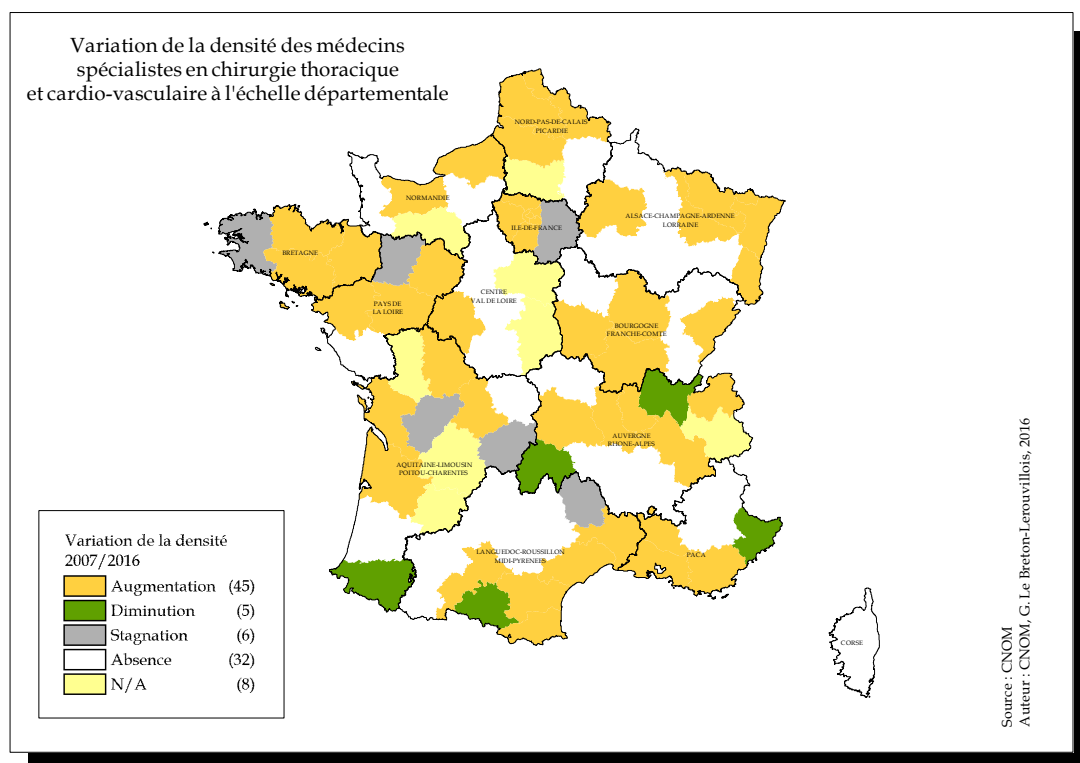 Variation de la densité des médecins
spécialistes en chirurgie thoracique
et cardio-vasculaire à l'échelle départementale
NORD-PAS-DE-CALAIS
PICARDIE
NORMANDIE
ILE-DE-FRANCE
ALSACE-CHAMPAGNE-ARDENNE
LORRAINE
BRETAGNE
PAYS DE
LA LOIRE
CENTRE
VAL DE LOIRE
BOURGOGNE
FRANCHE-COMTE
AUVERGNE
RHONE-ALPES
AQUITAINE-LIMOUSIN
POITOU-CHARENTES
LANGUEDOC-ROUSSILLON
MIDI-PYRENEES
PACA
CORSE
Variation de la densité
2007/2016
Augmentation (45)
Diminution (5)
Stagnation (6)
Absence (32)
N/A (8)
Source : CNOM
Auteur : CNOM, G. Le Breton-Lerouvillois, 2016